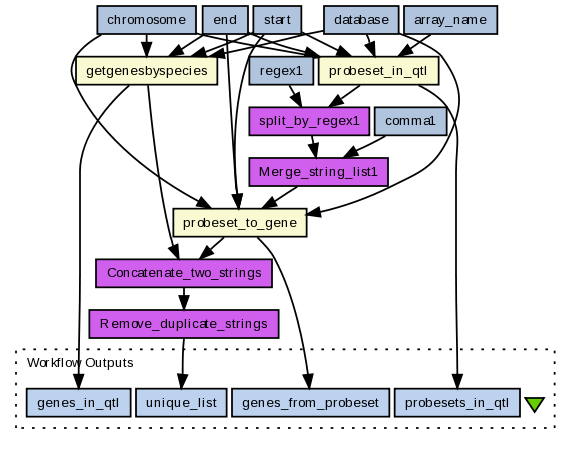 chromosome
end
start
database
array_name
getgenesbyspecies
regex1
probeset_in_qtl
split_by_regex1
comma1
Merge_string_list1
probeset_to_gene
Concatenate_two_strings
Remove_duplicate_strings
Workflow Outputs
genes_in_qtl
unique_list
genes_from_probeset
probesets_in_qtl